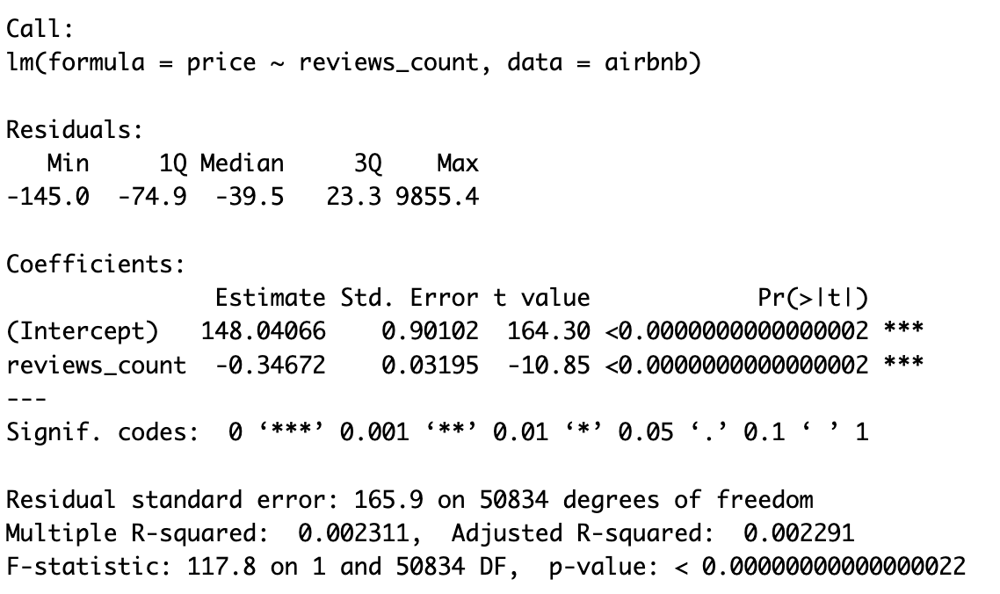 Call:
lm(formula = price ~ reviews_count, data = airbnb)
Residuals:
   Min     1Q Median     3Q    Max
-145.0  -74.9  -39.5   23.3 9855.4
Coefficients:
               Estimate Std. Error t value            Pr(>|t|)
(Intercept)   148.04066    0.90102  164.30 <0.0000000000000002 ***
reviews_count  -0.34672    0.03195  -10.85 <0.0000000000000002 ***
---
Signif. codes:  0 ‘***’ 0.001 ‘**’ 0.01 ‘*’ 0.05 ‘.’ 0.1 ‘ ’ 1
Residual standard error: 165.9 on 50834 degrees of freedom
Multiple R-squared:  0.002311,	Adjusted R-squared:  0.002291
F-statistic: 117.8 on 1 and 50834 DF,  p-value: < 0.00000000000000022